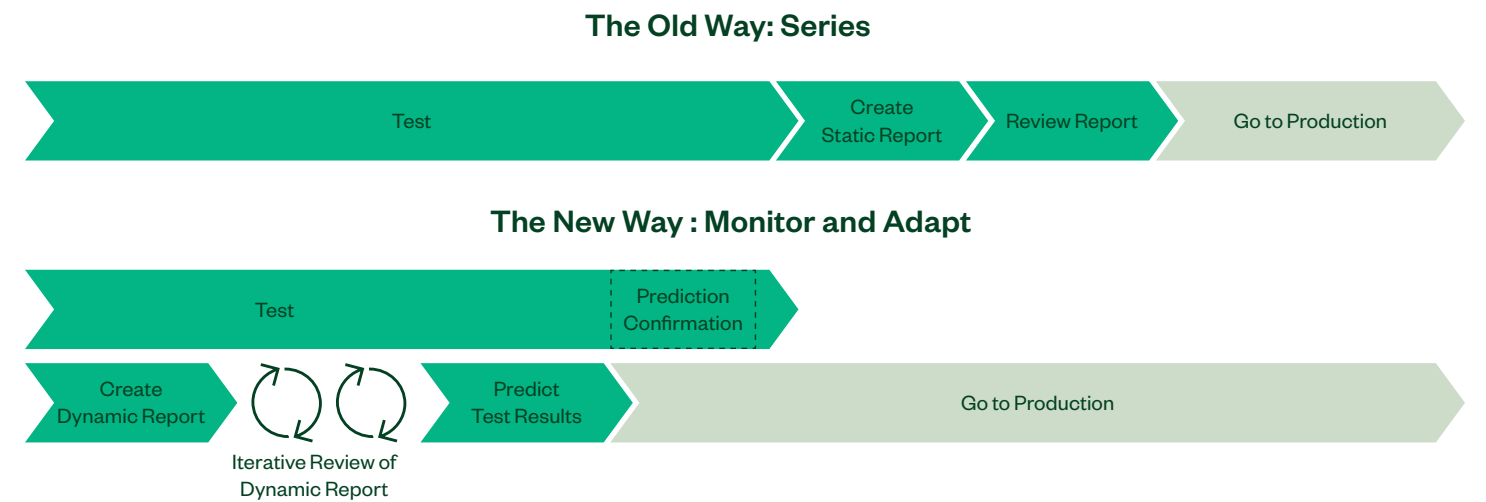 The Old Way: Series
Test
Create
Static Report
Review Report
Go to Production
The New Way : Monitor and Adapt
Test
Prediction
Confirmation
Create
Dynamic Report
Iterative Review of
Dynamic Report
Predict
Test Results
Go to Production